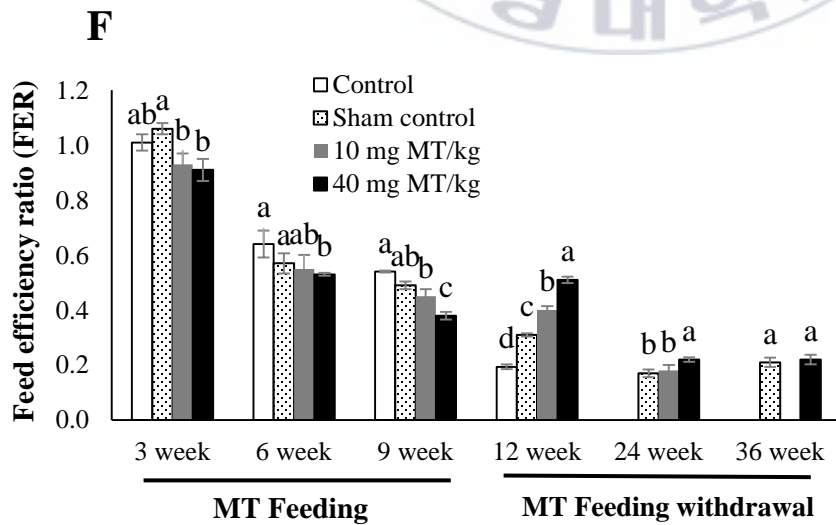 F
대학
Control
Sham control
10 mg MT/kg
40 mg MT/kg
Feed efficiency ratio (FER)
1.2
1.0
0.8
0.6
0.4
0.2
0.0
ab a b b
a a ab b
a ab b c
d c b a
b b a
a a
3 week 6 week 9 week 12 week 24 week 36 week
MT Feeding MT Feeding withdrawal